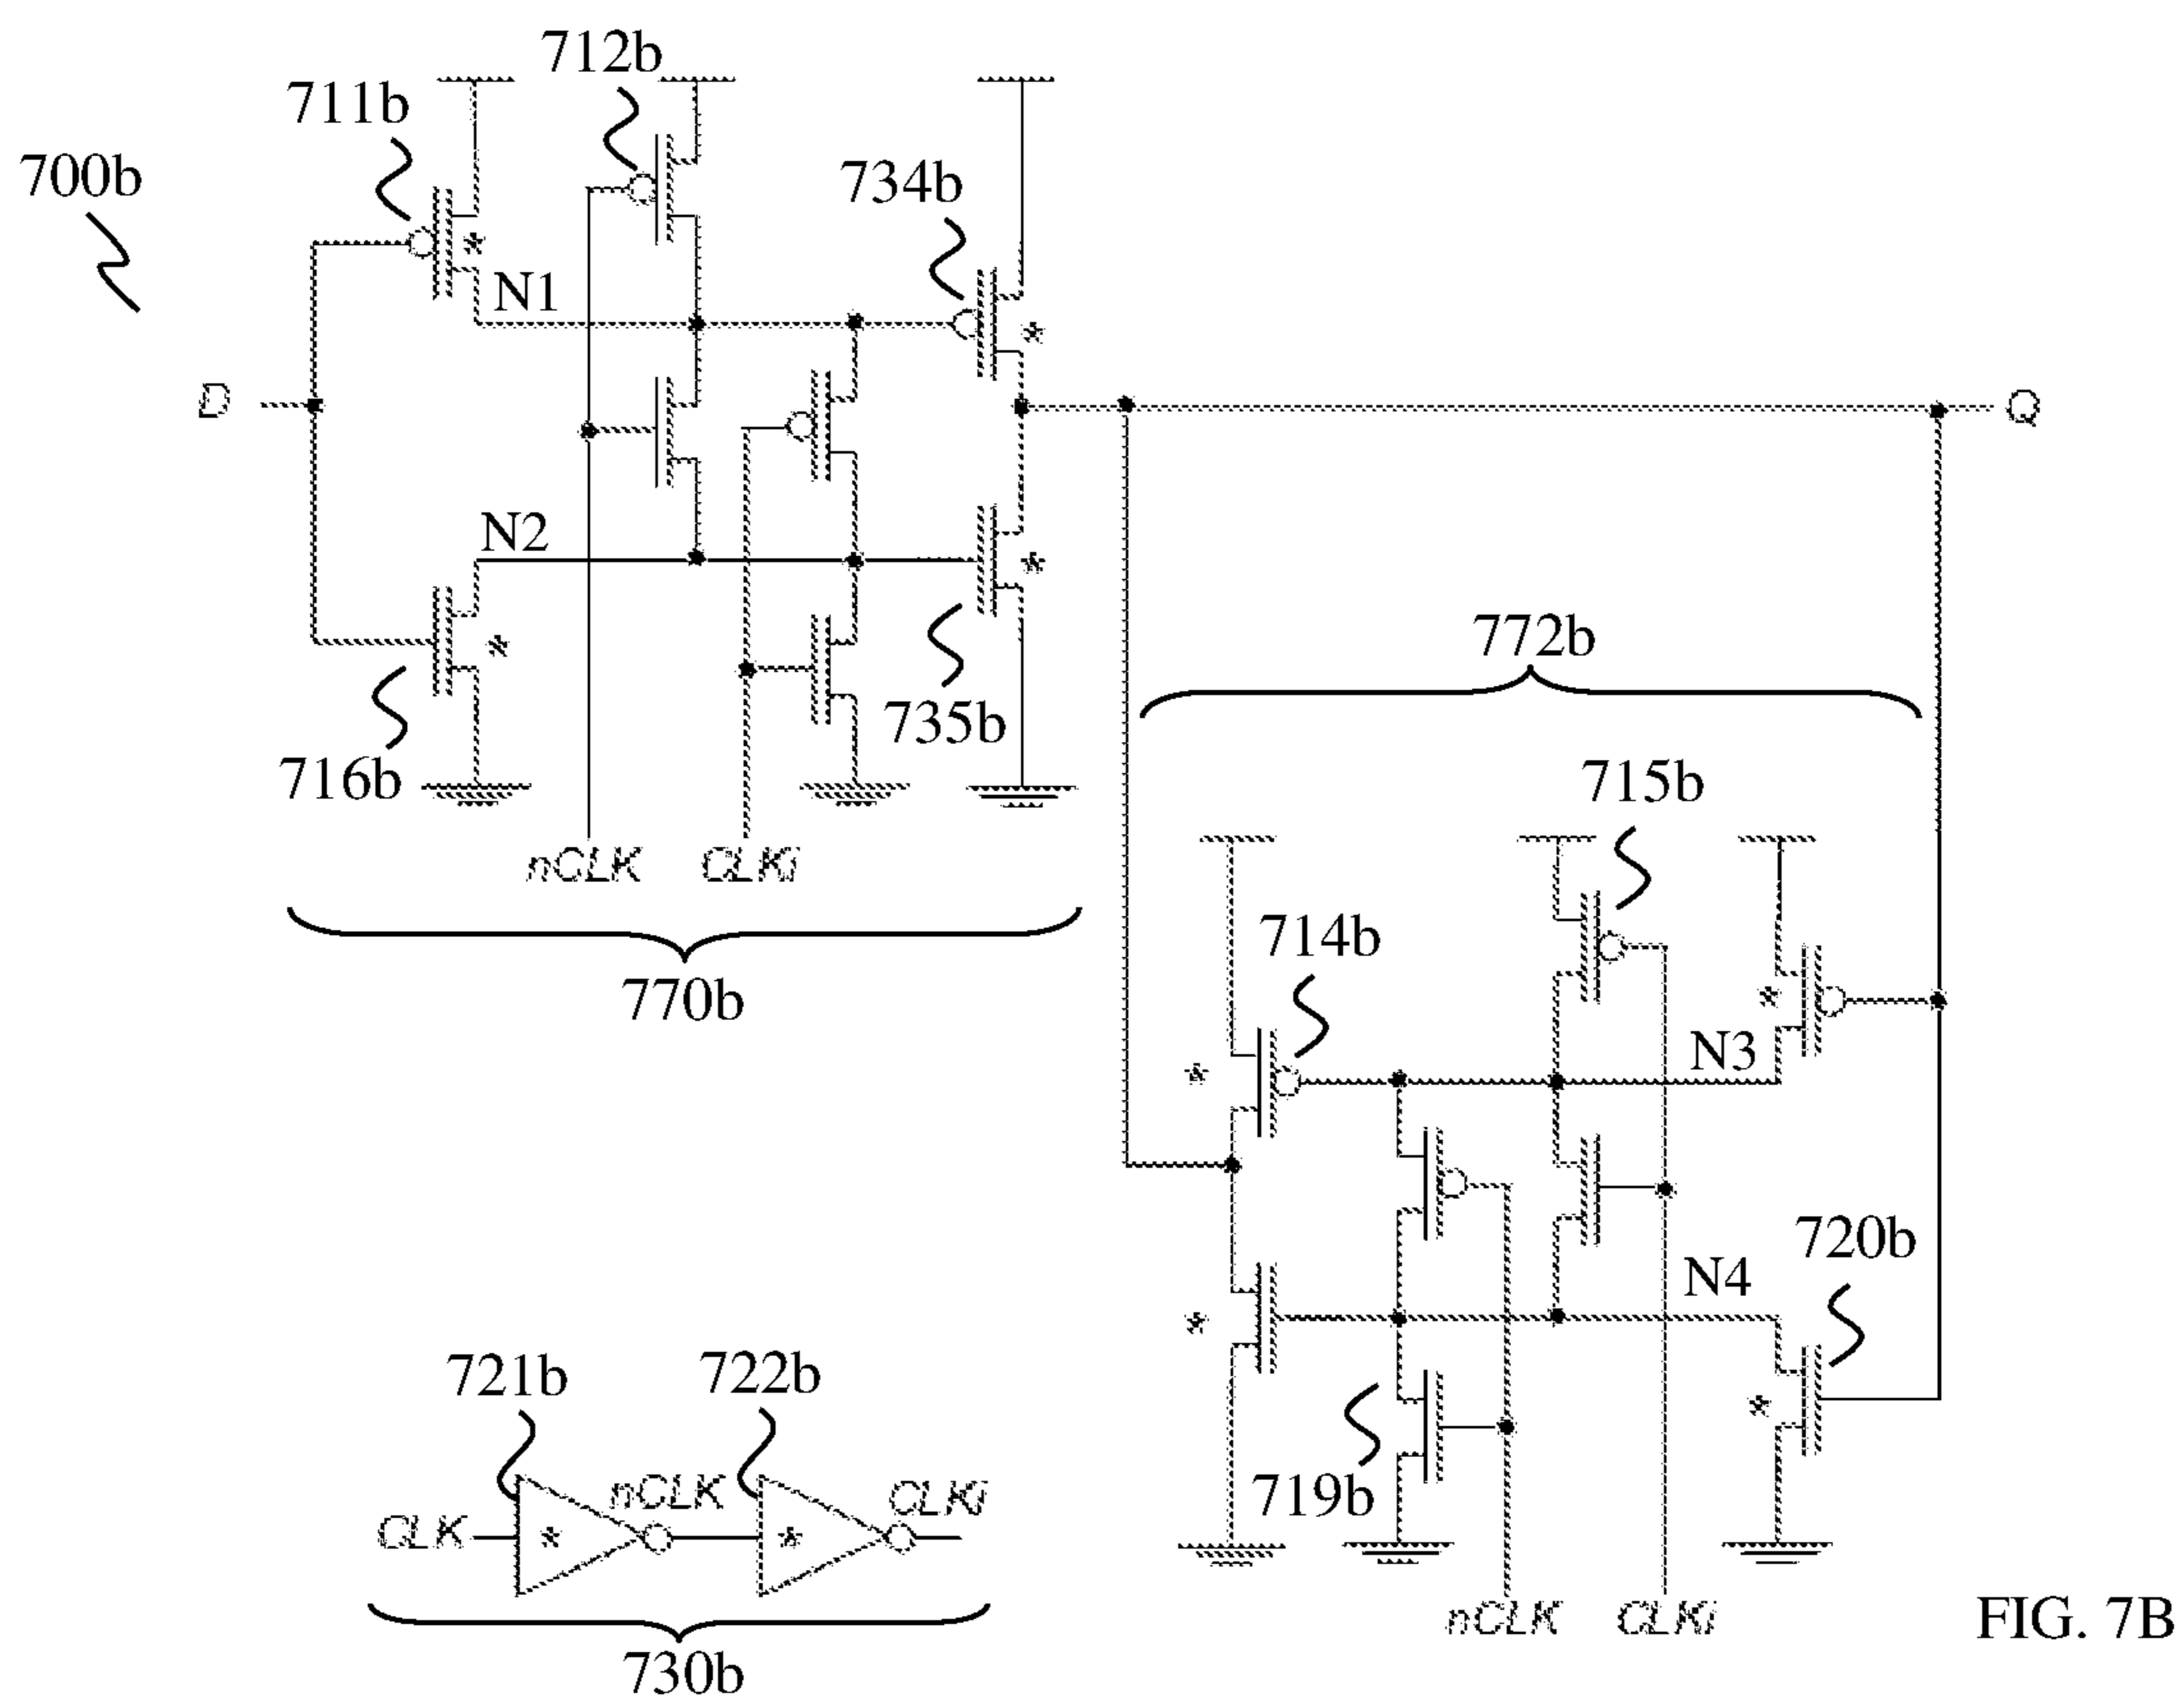 712b
711b
700b
734b
N1
D
Q
N2
772b
735b
716b
715b
nCLK
CLKi
714b
770b
N3
720b
N4
721b
722b
719b
nCLK
CLKi
CLK
nCLK
CLKi
730b
FIG. 7B
*
*
*
*
*
*
*
*
*
*